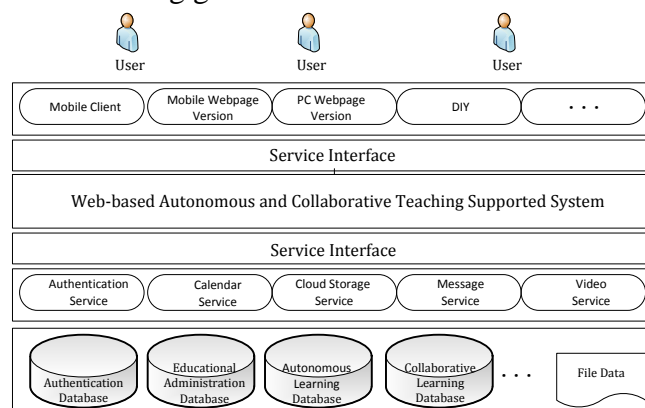 User User User
Mobile Client
Mobile Webpage
Version
PC Webpage
Version
DIY
. . .
Service Interface
Web-based Autonomous and Collaborative Teaching Supported System
Service Interface
Authentication
Service
Calendar
Service
Cloud Storage
Service
Message
Service
Video
Service
Authentication
Database
Educational
Administration
Database
Autonomous
Learning
Database
Collaborative
Learning
Database
. . .
File Data